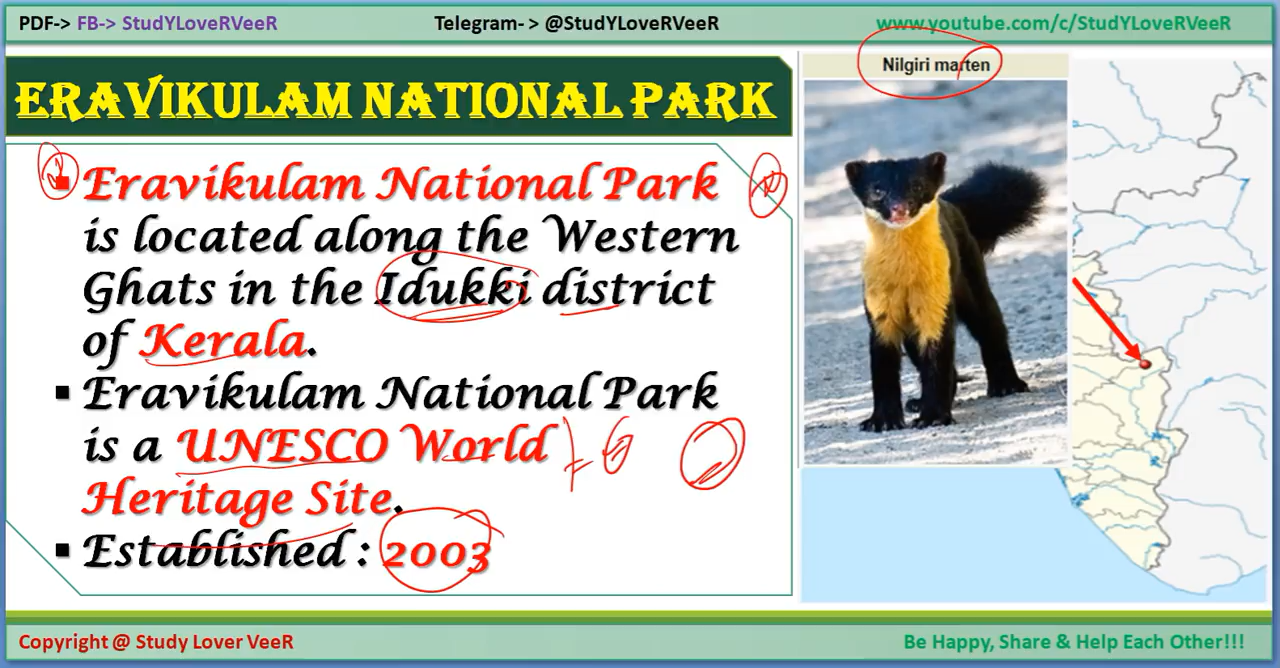 PDF-> FB-> StudYLoveRVeeR Telegram- > @StudYLoveRVeeR www.youtube.com/c/StudYLoveRVeeR
ERAVIKULAM NATIONAL PARK
Nilgiri marten
▪ Eravikulam National Park
is located along the Western
Ghats in the Idukki district
of Kerala.
▪ Eravikulam National Park
is a UNESCO World
Heritage Site.
▪ Established : 2003
Copyright @ Study Lover VeeR Be Happy, Share & Help Each Other!!!